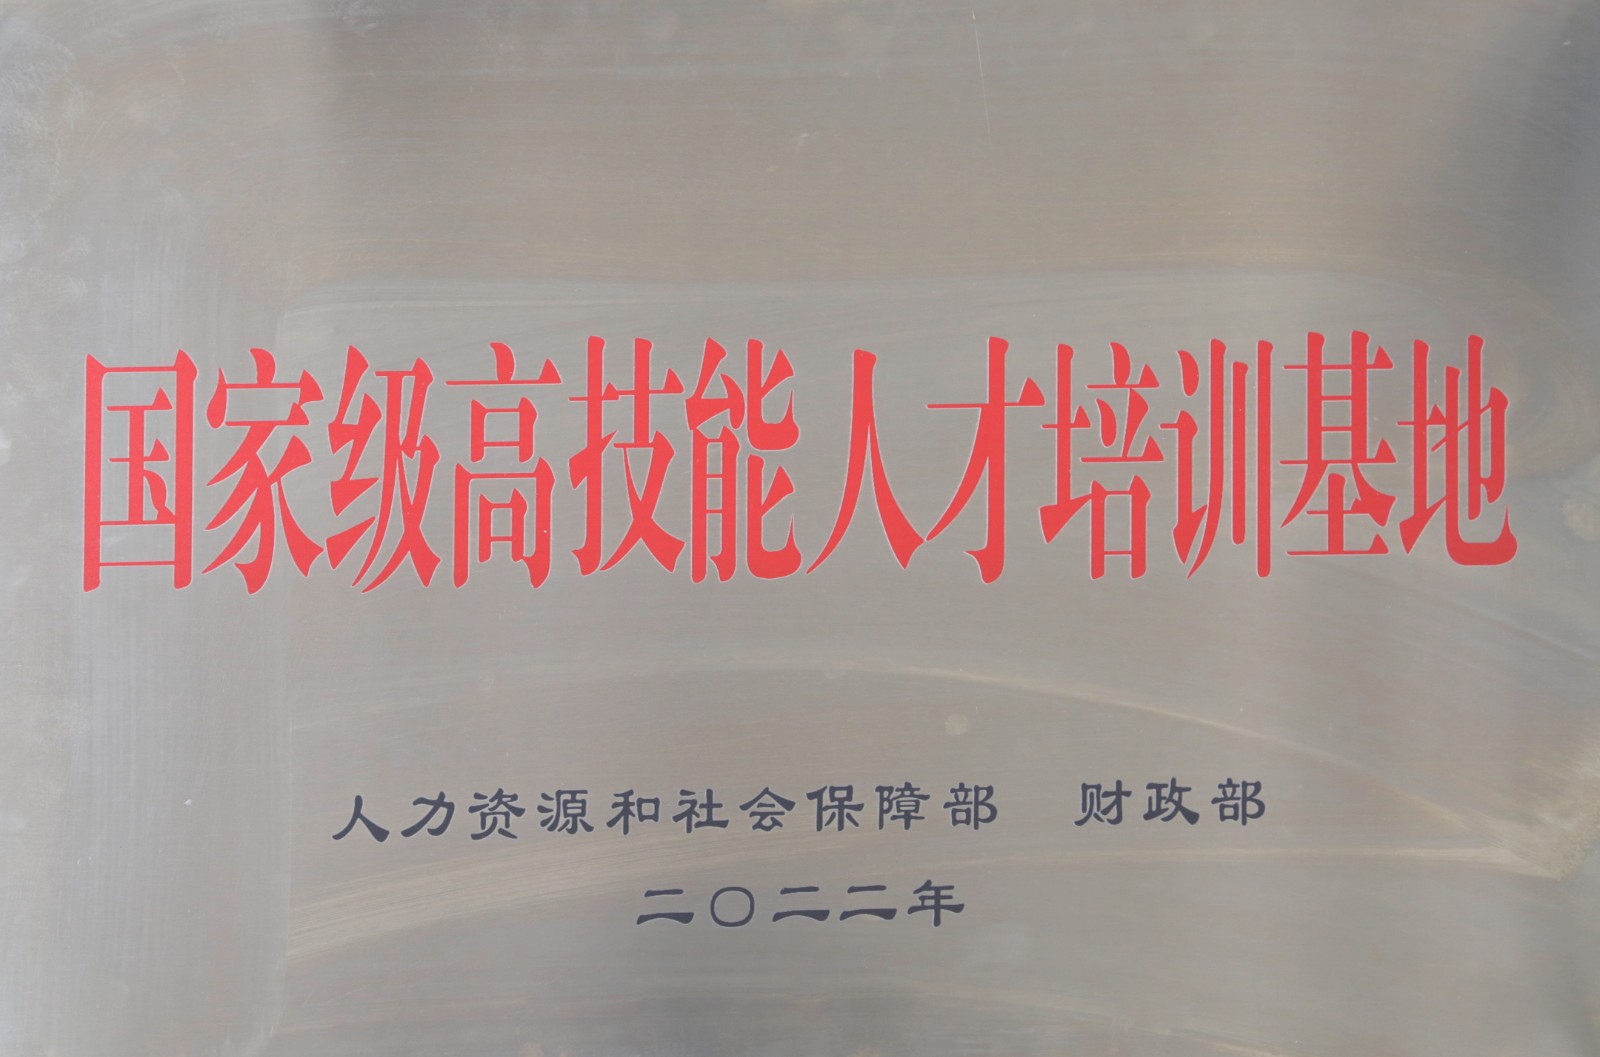 国家级高技能人才培训基地
人力资源和社会保障部　财政部
二〇二二年